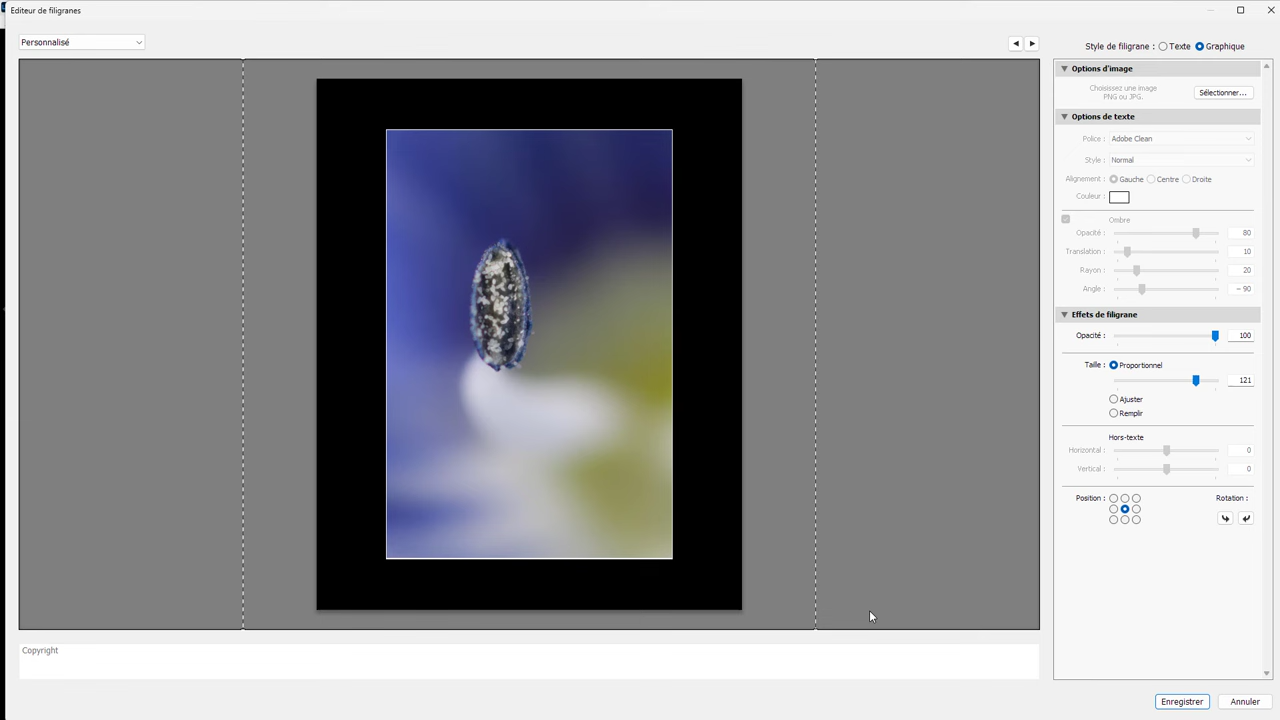 Editeur de filigranes
Personnalisé
Style de filigrane : Texte Graphique
Options d'image
Choisissez une image
PNG ou JPG.
Sélectionner...
Options de texte
Police : Adobe Clean
Style : Normal
Alignement : Gauche Centre Droite
Couleur :
Ombre
Opacité : 80
Translation : 10
Rayon : 20
Angle : – 90
Effets de filigrane
Opacité : 100
Taille : Proportionnel
121
Ajuster
Remplir
Hors-texte
Horizontal : 0
Vertical : 0
Position : Rotation :
Copyright
Enregistrer Annuler